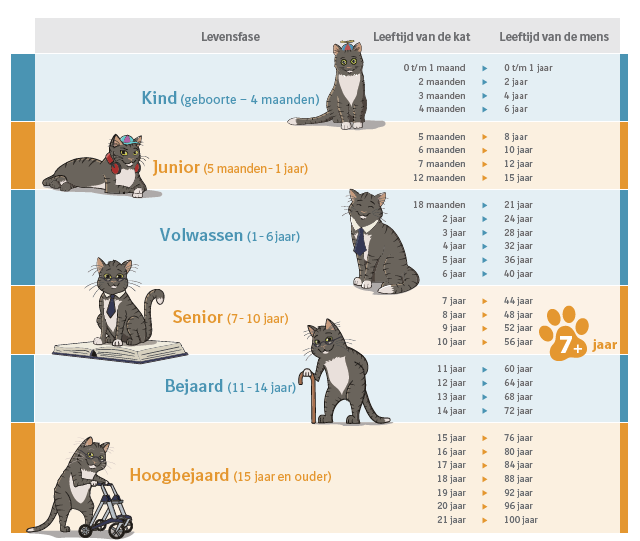 Levensfase Leeftijd van de kat Leeftijd van de mens
Kind (geboorte – 4 maanden)
0 t/m 1 maand ▶ 0 t/m 1 jaar
2 maanden ▶ 2 jaar
3 maanden ▶ 4 jaar
4 maanden ▶ 6 jaar
Junior (5 maanden - 1 jaar)
5 maanden ▶ 8 jaar
6 maanden ▶ 10 jaar
7 maanden ▶ 12 jaar
12 maanden ▶ 15 jaar
Volwassen (1 - 6 jaar)
18 maanden ▶ 21 jaar
2 jaar ▶ 24 jaar
3 jaar ▶ 28 jaar
4 jaar ▶ 32 jaar
5 jaar ▶ 36 jaar
6 jaar ▶ 40 jaar
Senior (7 - 10 jaar)
7 jaar ▶ 44 jaar
8 jaar ▶ 48 jaar
9 jaar ▶ 52 jaar
10 jaar ▶ 56 jaar
7+ jaar
Bejaard (11 - 14 jaar)
11 jaar ▶ 60 jaar
12 jaar ▶ 64 jaar
13 jaar ▶ 68 jaar
14 jaar ▶ 72 jaar
Hoogbejaard (15 jaar en ouder)
15 jaar ▶ 76 jaar
16 jaar ▶ 80 jaar
17 jaar ▶ 84 jaar
18 jaar ▶ 88 jaar
19 jaar ▶ 92 jaar
20 jaar ▶ 96 jaar
21 jaar ▶ 100 jaar